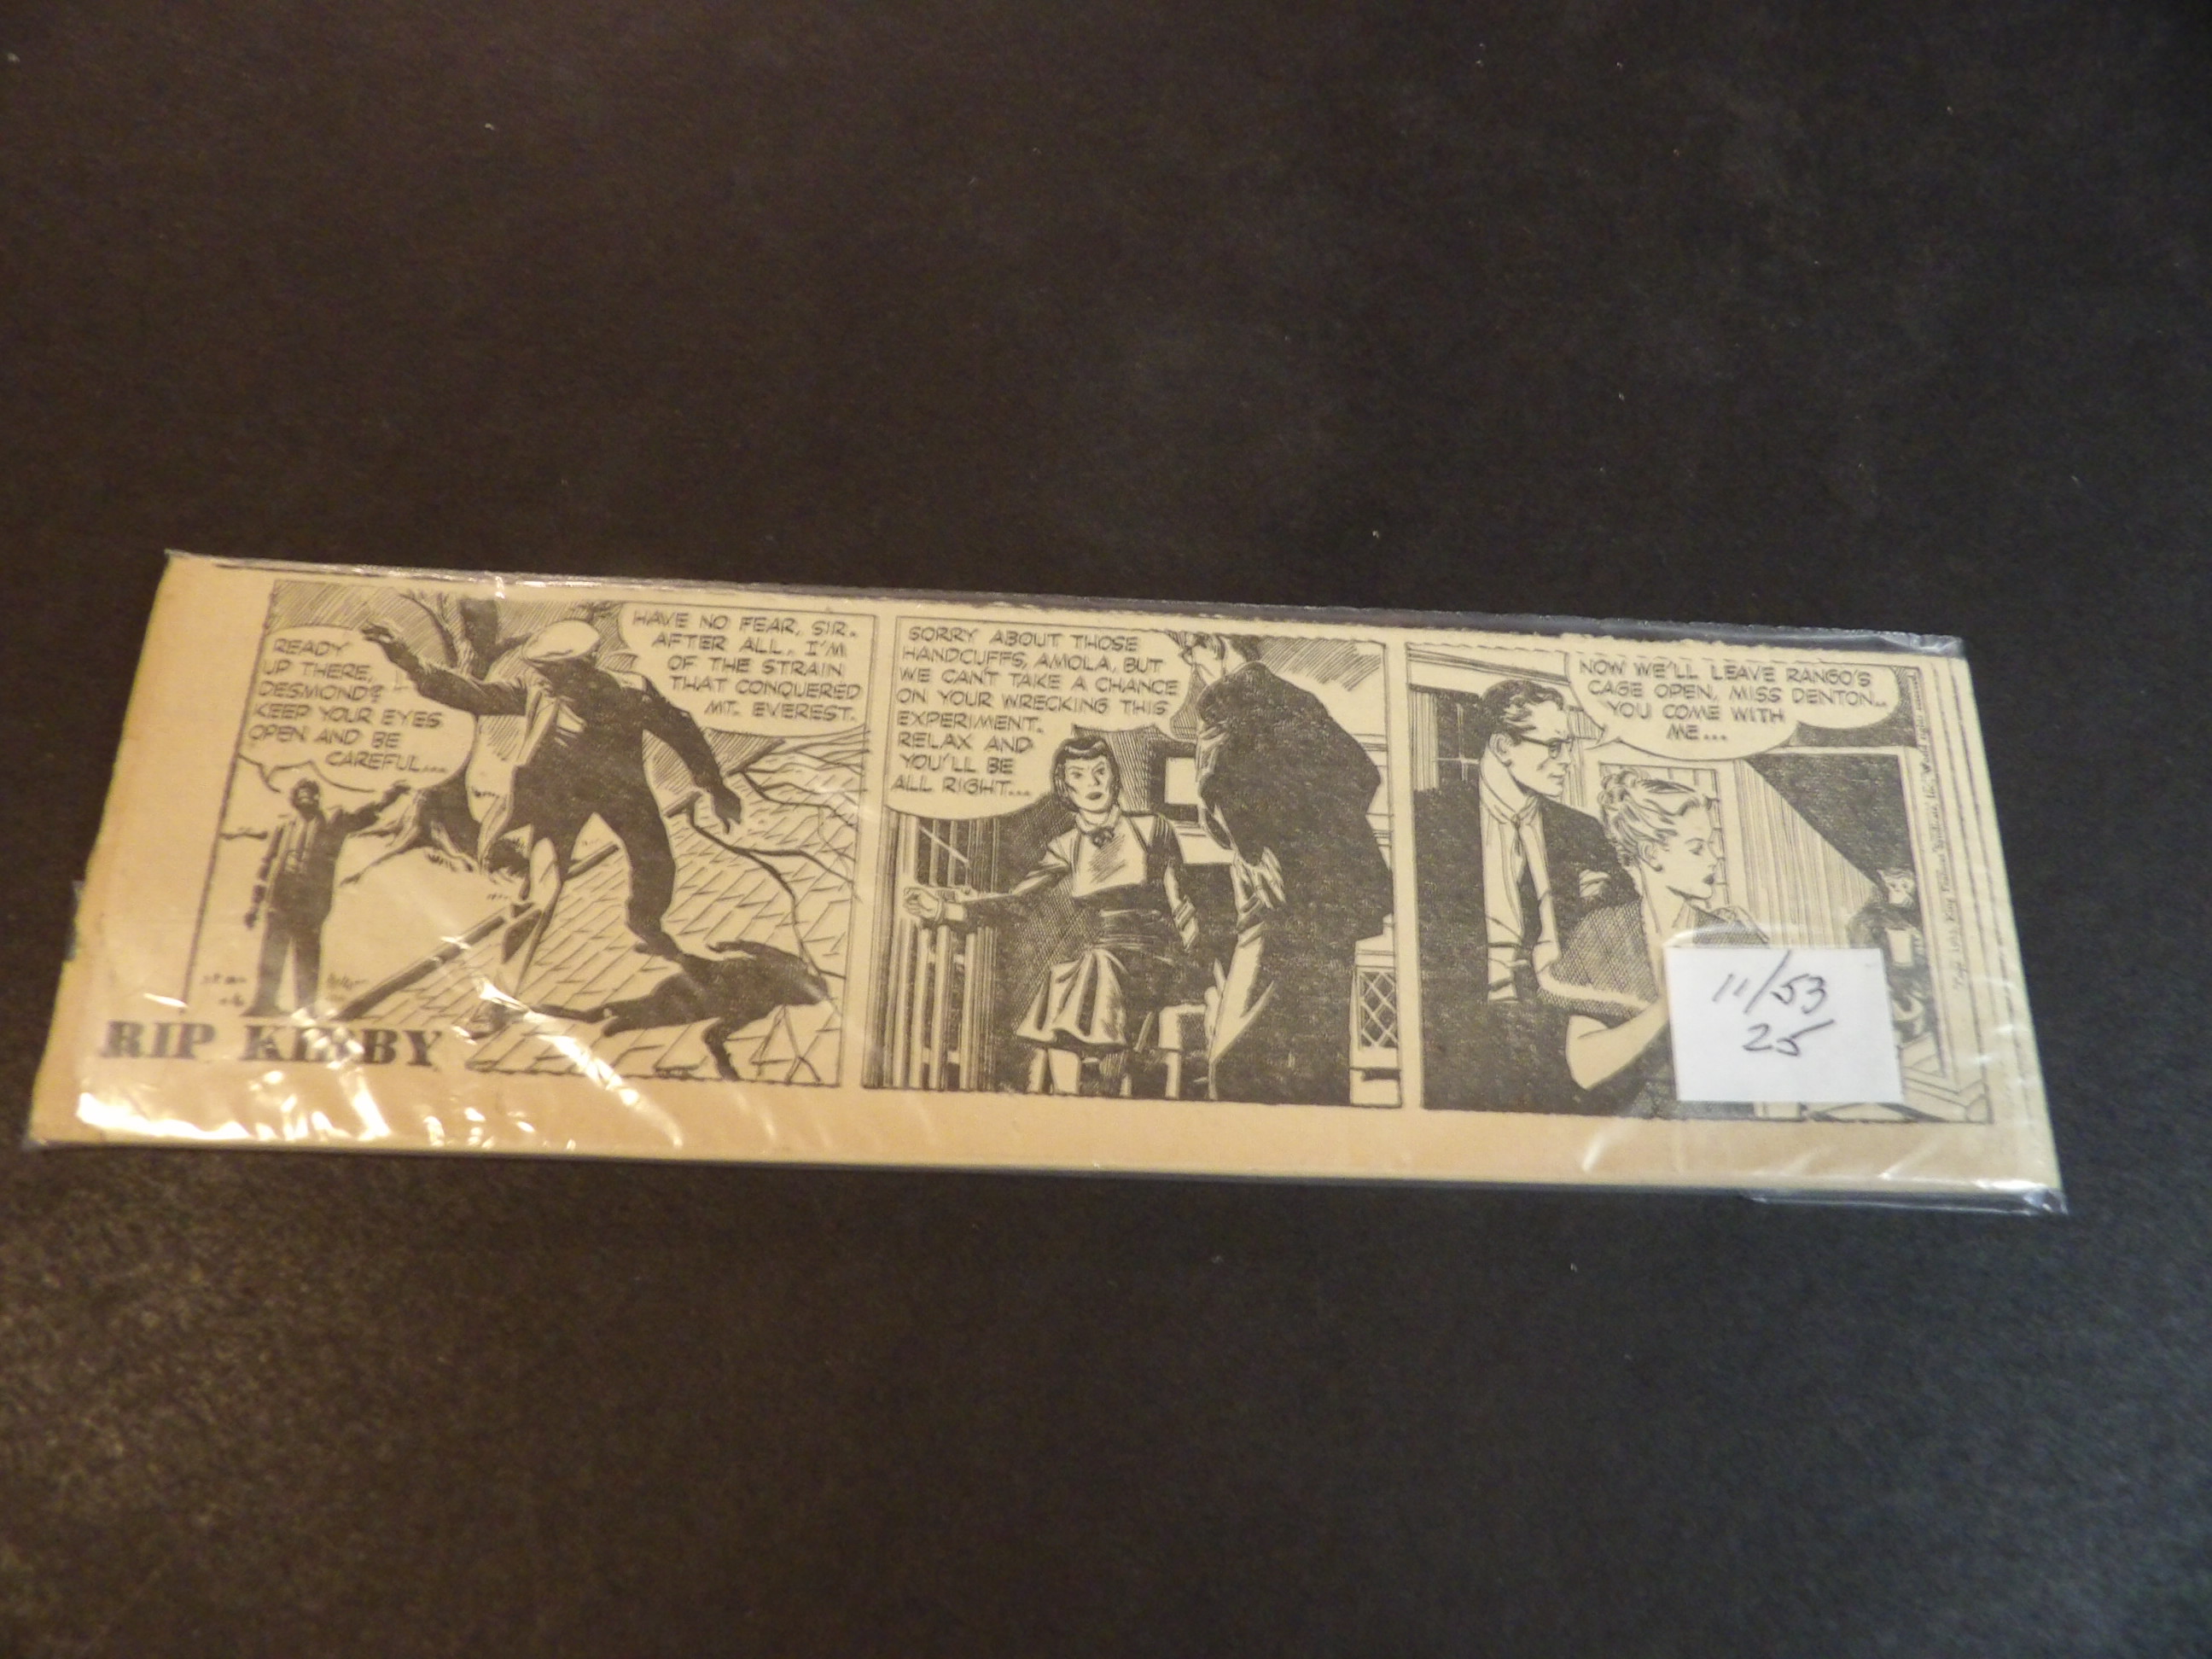 READY
UP THERE,
DESMOND?
KEEP YOUR EYES
OPEN AND BE
CAREFUL...
HAVE NO FEAR, SIR.
AFTER ALL, I'M
OF THE STRAIN
THAT CONQUERED
MT. EVEREST.
RIP KIRBY
SORRY ABOUT THOSE
HANDCUFFS, AMOLA, BUT
WE CAN'T TAKE A CHANCE
ON YOUR WRECKING THIS
EXPERIMENT.
RELAX AND
YOU'LL BE
ALL RIGHT...
NOW WE'LL LEAVE RANGO'S
CAGE OPEN, MISS DENTON..
YOU COME WITH
ME...
11/53
25